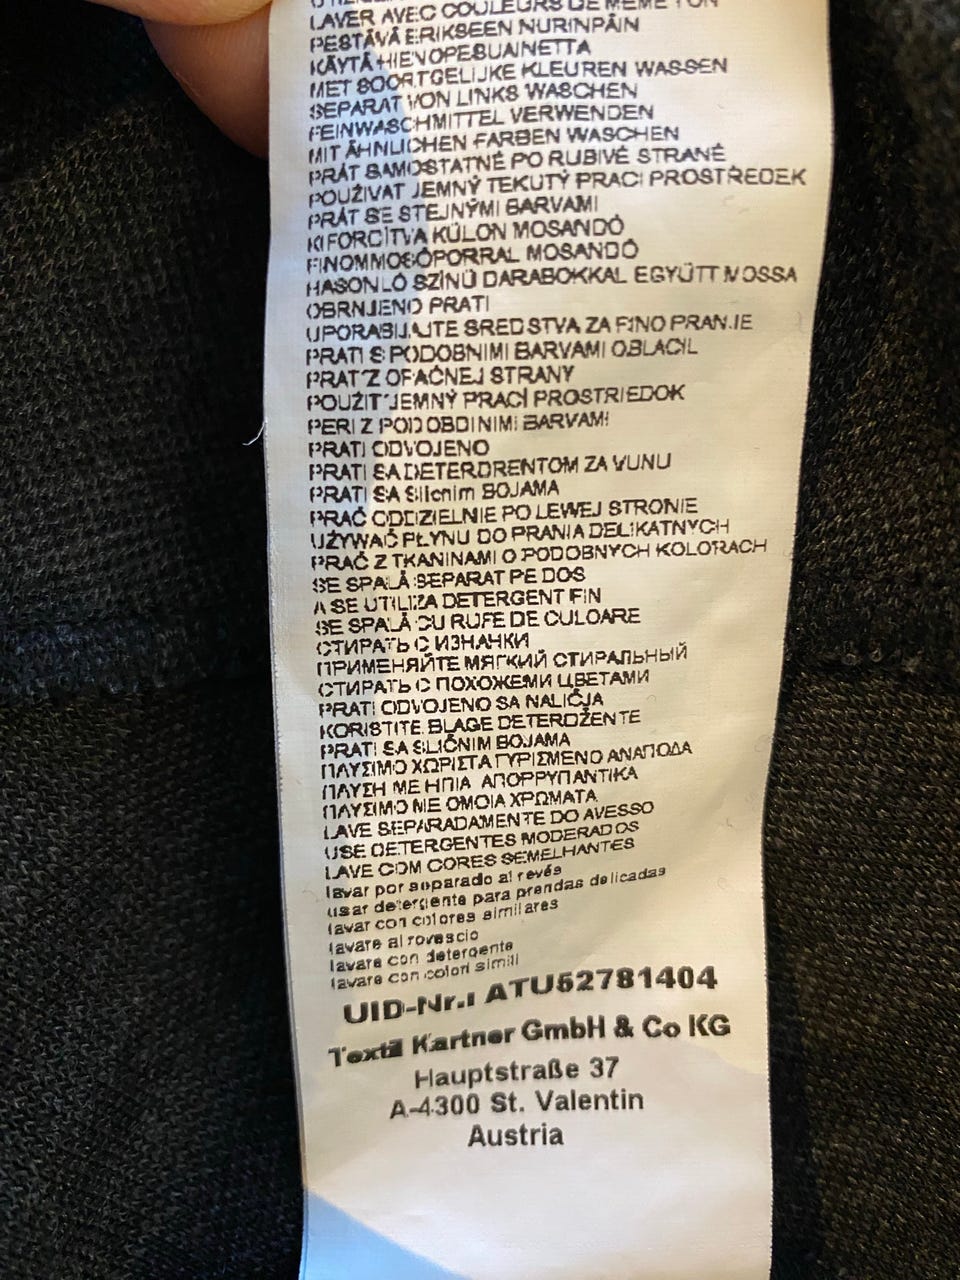 LAVER AVEC COULEURS DE MEME TON
PESTÄVÄ ERIKSEEN NURINPÄIN
KÄYTÄ HIENOPESUAINETTA
MET SOORTGELIJKE KLEUREN WASSEN
SEPARAT VON LINKS WASCHEN
FEINWASCHMITTEL VERWENDEN
MIT ÄHNLICHEN FARBEN WASCHEN
PRÁT SAMOSTATNĚ PO RUBIVÉ STRANĚ
POUŽIVAT JEMNÝ TEKUTÝ PRACI PROSTŘEDEK
PRÁT SE STEJNÝMI BARVAMI
KIFORDÍTVA KÜLÖN MOSANDÓ
FINOMMOSÓPORRAL MOSANDÓ
HASONLÓ SZÍNŰ DARABOKKAL EGYÜTT MOSSA
OBRNJENO PRATI
UPORABIJAJTE SREDSTVA ZA FINO PRANJE
PRATI S PODOBNIMI BARVAMI OBLACIL
PRAT'Z OPAČNEJ STRANY
POUŽIT'JEMNÝ PRACÍ PROSTRIEDOK
PERI Z PODOBDINIMI BARVAMI
PRATI ODVOJENO
PRATI SA DETERDRENTOM ZA VUNU
PRATI SA Slicnim BOJAMA
PRAĆ ODDZIELNIE PO LEWEJ STRONIE
UŻYWAĆ PŁYNU DO PRANIA DELIKATNYCH
PRAĆ Z TKANINAMI O PODOBNYCH KOLORACH
SE SPALĂ SEPARAT PE DOS
A SE UTILIZA DETERGENT FIN
SE SPALĂ CU RUFE DE CULOARE
СТИРАТЬ С ИЗНАНКИ
ПРИМЕНЯЙТЕ МЯГКИЙ СТИРАЛЬНЫЙ
СТИРАТЬ С ПОХОЖЕМИ ЦВЕТАМИ
PRATI ODVOJENO SA NALIČJA
KORISTITE BLAGE DETERDŽENTE
PRATI SA SLIČNIM BOJAMA
ΠΛΥΣΙΜΟ ΧΩΡΙΣΤΑ ΓΥΡΙΣΜΕΝΟ ΑΝΑΠΟΔΑ
ΠΛΥΣΗ ΜΕ ΗΠΙΑ ΑΠΟΡΡΥΠΑΝΤΙΚΑ
ΠΛΥΣΙΜΟ ΜΕ ΟΜΟΙΑ ΧΡΩΜΑΤΑ
LAVE SEPARADAMENTE DO AVESSO
USE DETERGENTES MODERADOS
LAVE COM CORES SEMELHANTES
lavar por separado al revés
usar detergente para prendas delicadas
lavar con colores similares
lavare al rovescio
lavare con detergente
lavare con colori simili
UID-Nr.: ATU52781404
Textil Kartner GmbH & Co KG
Hauptstraße 37
A-4300 St. Valentin
Austria